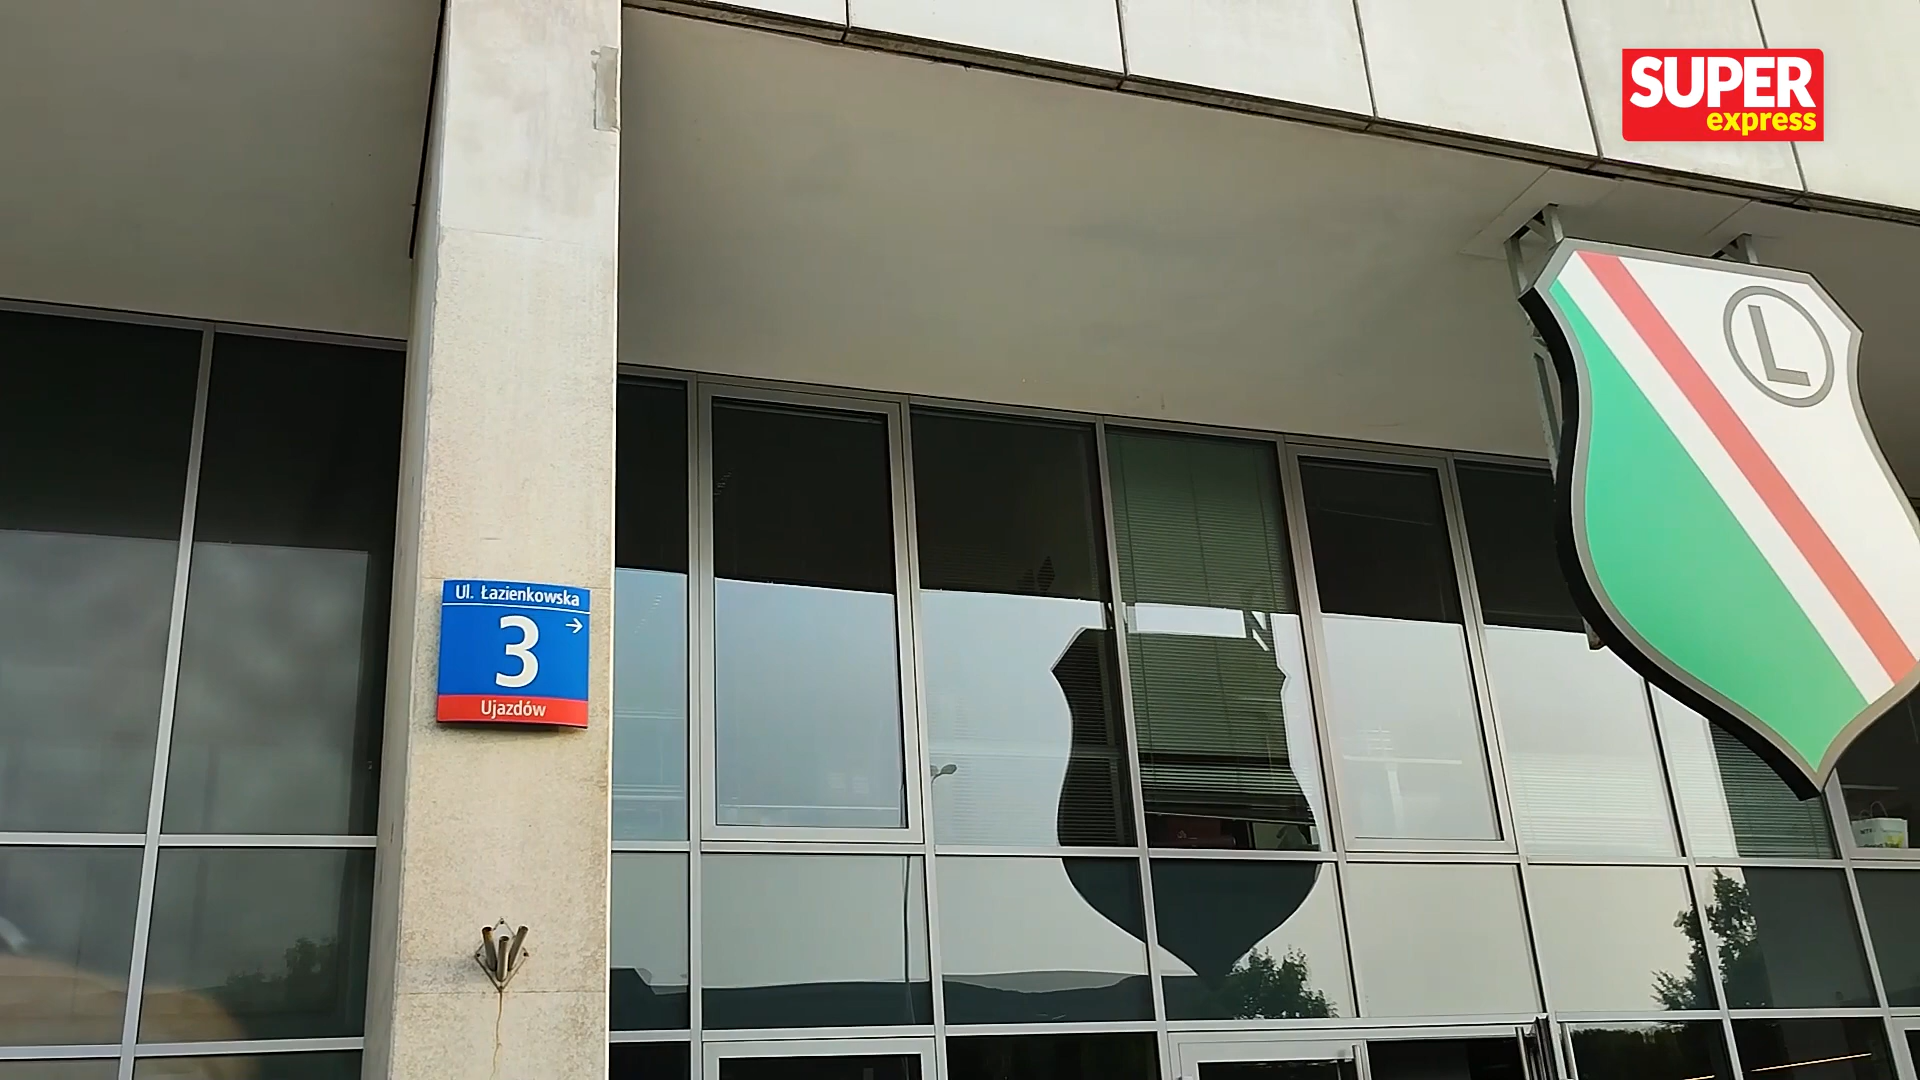 SUPER
express
L
Ul. Łazienkowska
3 →
Ujazdów